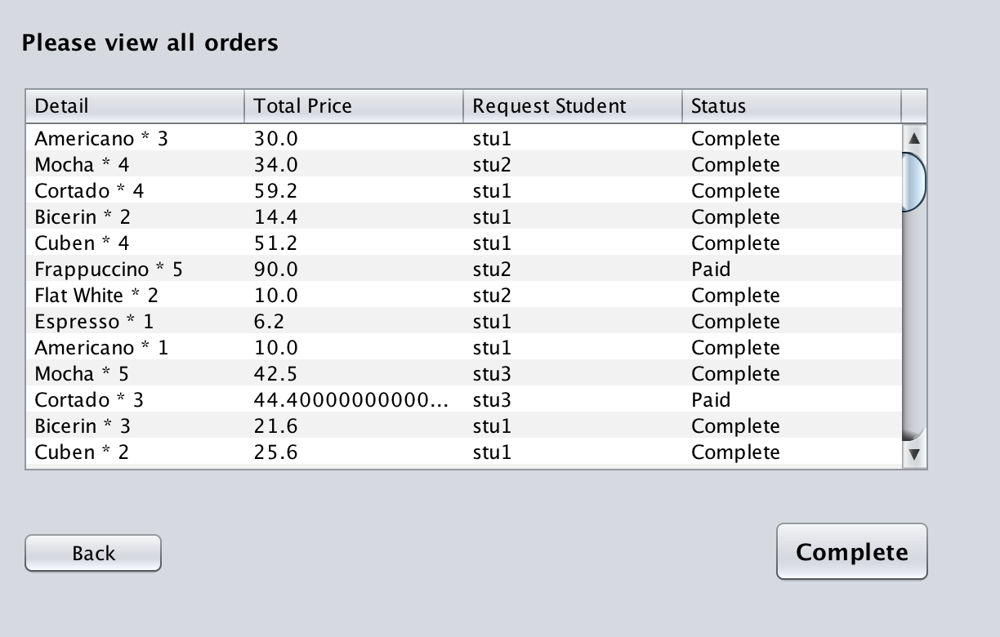 Please view all orders
Detail Total Price Request Student Status
Americano * 3 30.0 stu1 Complete
Mocha * 4 34.0 stu2 Complete
Cortado * 4 59.2 stu1 Complete
Bicerin * 2 14.4 stu1 Complete
Cuben * 4 51.2 stu1 Complete
Frappuccino * 5 90.0 stu2 Paid
Flat White * 2 10.0 stu2 Complete
Espresso * 1 6.2 stu1 Complete
Americano * 1 10.0 stu1 Complete
Mocha * 5 42.5 stu3 Complete
Cortado * 3 44.40000000000... stu3 Paid
Bicerin * 3 21.6 stu1 Complete
Cuben * 2 25.6 stu1 Complete
Back Complete